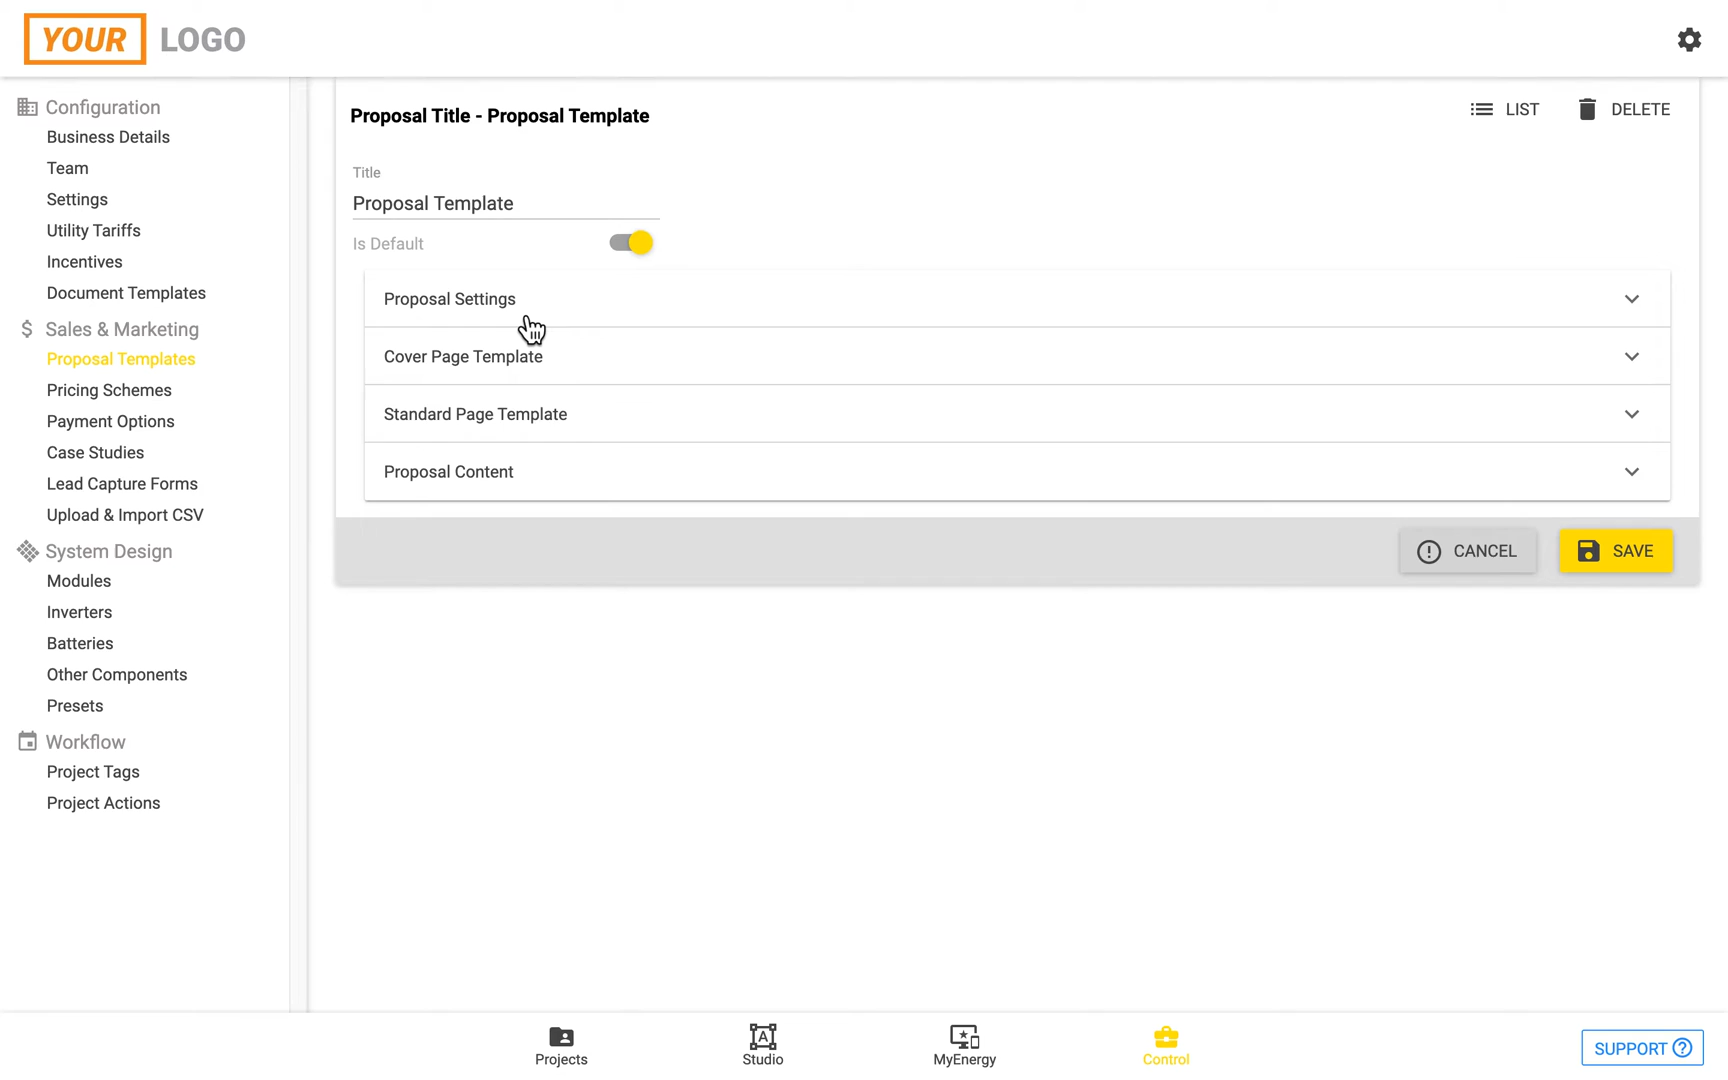 YOUR LOGO
Configuration
Business Details
Team
Settings
Utility Tariffs
Incentives
Document Templates
Sales & Marketing
Proposal Templates
Pricing Schemes
Payment Options
Case Studies
Lead Capture Forms
Upload & Import CSV
System Design
Modules
Inverters
Batteries
Other Components
Presets
Workflow
Project Tags
Project Actions
Proposal Title - Proposal Template
LIST
DELETE
Title
Proposal Template
Is Default
Proposal Settings
Cover Page Template
Standard Page Template
Proposal Content
CANCEL
SAVE
Projects
Studio
MyEnergy
Control
SUPPORT